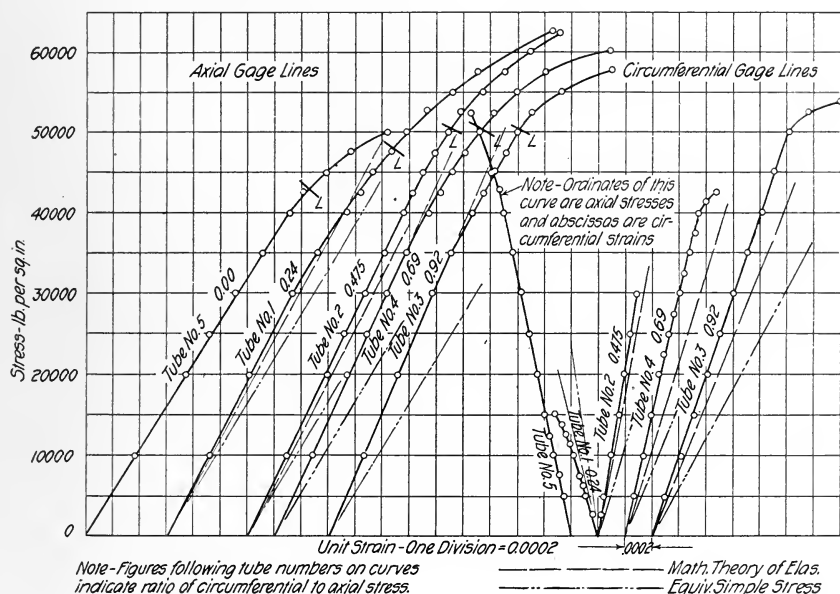 60000
50000
40000
30000
20000
10000
0
Stress-lb. per sq. in.
Axial Gage Lines
Circumferential Gage Lines
Note-Ordinates of this
curve are axial stresses
and abscissas are cir-
cumferential strains
Tube No.5 0.00
Tube No.1 0.24
Tube No.2 0.475
Tube No.4 0.69
Tube No.3 0.92
L
L
L
L
L
Tube No.5
Tube No.1 0.24
Tube No.2 0.475
Tube No.4 0.69
Tube No.3 0.92
Unit Strain-One Division=0.0002
.0002
Note-Figures following tube numbers on curves
indicate ratio of circumferential to axial stress.
Math. Theory of Elas.
Equiv. Simple Stress